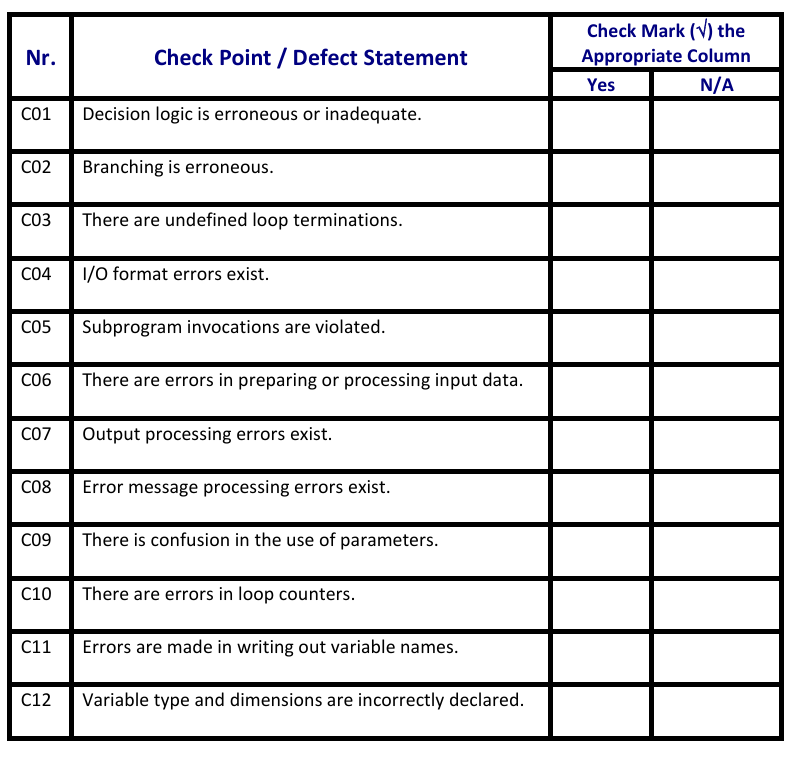 Nr.
Check Point / Defect Statement
Check Mark (√) the
Appropriate Column
Yes
N/A
C01 Decision logic is erroneous or inadequate.
C02 Branching is erroneous.
C03 There are undefined loop terminations.
C04 I/O format errors exist.
C05 Subprogram invocations are violated.
C06 There are errors in preparing or processing input data.
C07 Output processing errors exist.
C08 Error message processing errors exist.
C09 There is confusion in the use of parameters.
C10 There are errors in loop counters.
C11 Errors are made in writing out variable names.
C12 Variable type and dimensions are incorrectly declared.